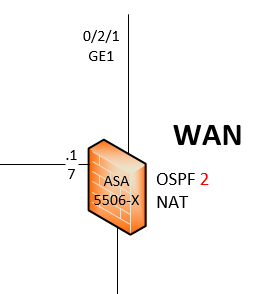 0/2/1
GE1
WAN
.1
7
ASA
5506-X
OSPF 2
NAT